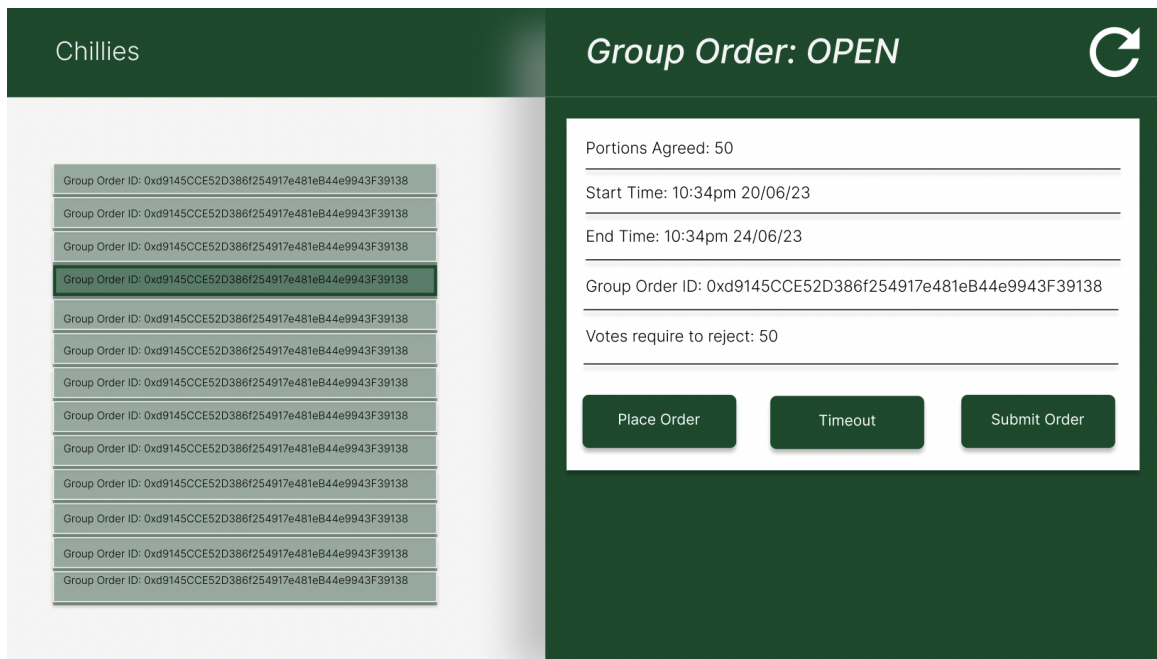 Chillies
Group Order ID: 0xd9145CCE52D386f254917e481eB44e9943F39138
Group Order ID: 0xd9145CCE52D386f254917e481eB44e9943F39138
Group Order ID: 0xd9145CCE52D386f254917e481eB44e9943F39138
Group Order ID: 0xd9145CCE52D386f254917e481eB44e9943F39138
Group Order ID: 0xd9145CCE52D386f254917e481eB44e9943F39138
Group Order ID: 0xd9145CCE52D386f254917e481eB44e9943F39138
Group Order ID: 0xd9145CCE52D386f254917e481eB44e9943F39138
Group Order ID: 0xd9145CCE52D386f254917e481eB44e9943F39138
Group Order ID: 0xd9145CCE52D386f254917e481eB44e9943F39138
Group Order ID: 0xd9145CCE52D386f254917e481eB44e9943F39138
Group Order ID: 0xd9145CCE52D386f254917e481eB44e9943F39138
Group Order ID: 0xd9145CCE52D386f254917e481eB44e9943F39138
Group Order ID: 0xd9145CCE52D386f254917e481eB44e9943F39138
Group Order: OPEN
Portions Agreed: 50
Start Time: 10:34pm 20/06/23
End Time: 10:34pm 24/06/23
Group Order ID: 0xd9145CCE52D386f254917e481eB44e9943F39138
Votes require to reject: 50
Place Order
Timeout
Submit Order